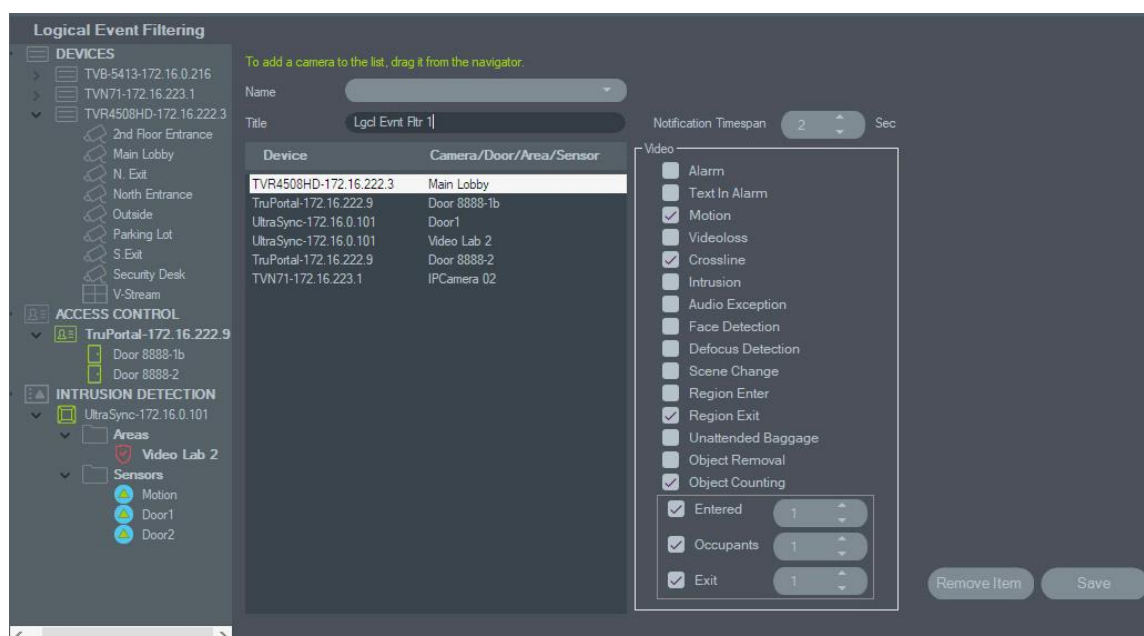 Logical Event Filtering
DEVICES
TVB-5413-172.16.0.216
TVN71-172.16.223.1
TVR4508HD-172.16.222.3
2nd Floor Entrance
Main Lobby
N. Exit
North Entrance
Outside
Parking Lot
S.Exit
Security Desk
V-Stream
ACCESS CONTROL
TruPortal-172.16.222.9
Door 8888-1b
Door 8888-2
INTRUSION DETECTION
UltraSync-172.16.0.101
Areas
Video Lab 2
Sensors
Motion
Door1
Door2
To add a camera to the list, drag it from the navigator.
Name
Title Lgcl Evnt Fltr 1
Notification Timespan 2 Sec
Device Camera/Door/Area/Sensor
TVR4508HD-172.16.222.3 Main Lobby
TruPortal-172.16.222.9 Door 8888-1b
UltraSync-172.16.0.101 Door1
UltraSync-172.16.0.101 Video Lab 2
TruPortal-172.16.222.9 Door 8888-2
TVN71-172.16.223.1 IPCamera 02
Video
Alarm
Text In Alarm
Motion
Videoloss
Crossline
Intrusion
Audio Exception
Face Detection
Defocus Detection
Scene Change
Region Enter
Region Exit
Unattended Baggage
Object Removal
Object Counting
Entered 1
Occupants 1
Exit 1
Remove Item Save